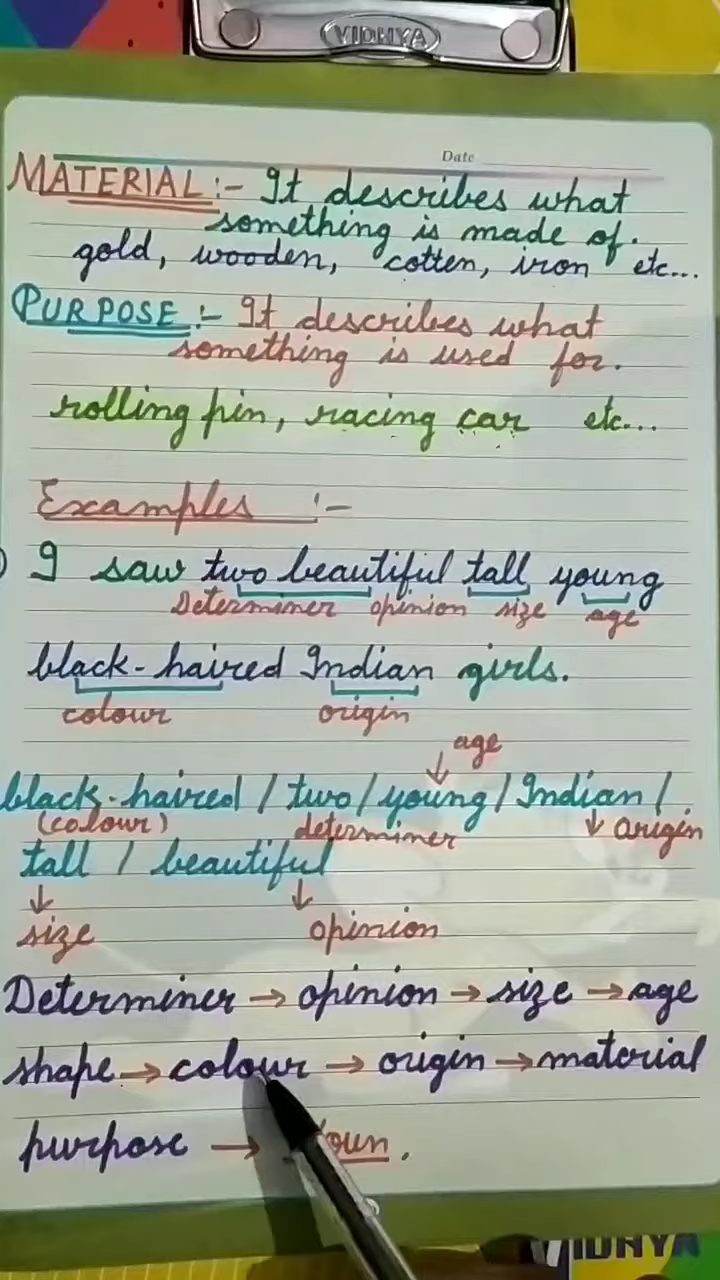 VIDHYA
Date
MATERIAL :- It describes what
something is made of.
gold, wooden, cotten, iron etc...
PURPOSE :- It describes what
something is used for.
rolling pin, racing car etc...
Examples :-
I saw two beautiful tall young
Determiner opinion size age
black-haired Indian girls.
colour origin
age
black-haired / two / young / Indian /
(colour) determiner origin
tall / beautiful
size opinion
Determiner → opinion → size → age
shape → colour → origin → material
purpose → oun.
VIDHYA